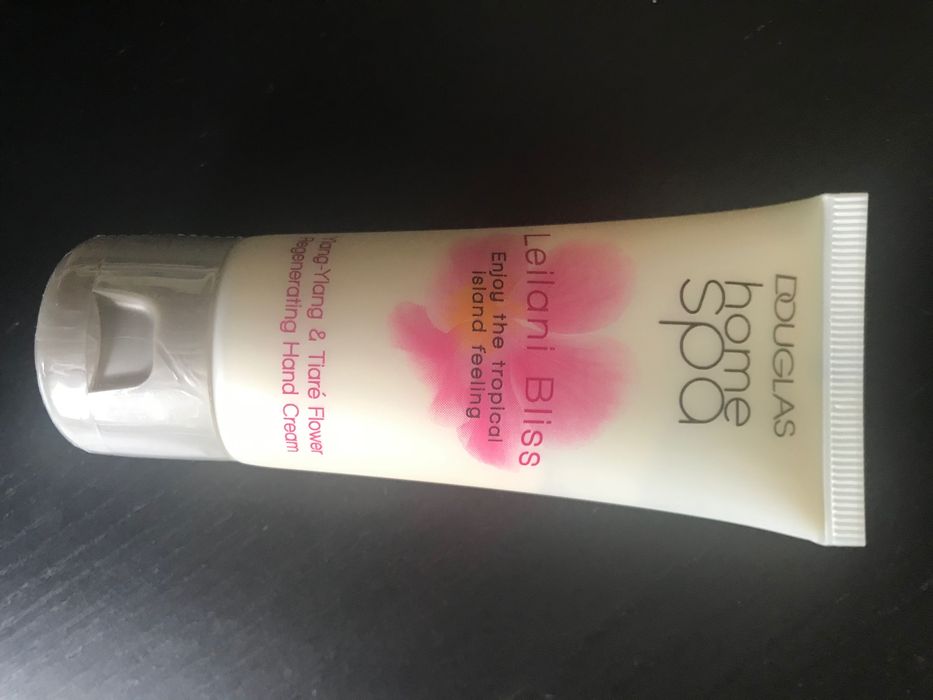 DOUGLAS
home
spa
Leilani Bliss
Enjoy the tropical
island feeling
Ylang-Ylang & Tiaré Flower
Regenerating Hand Cream